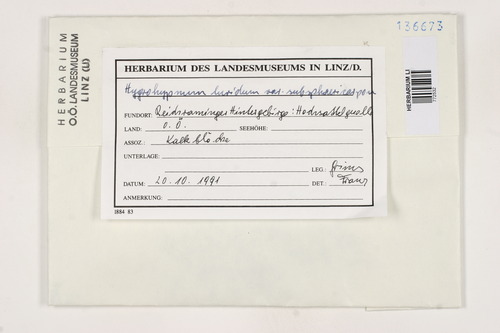 HERBARIUM
O.Ö. LANDESMUSEUM
LINZ (LI)
136673
HERBARIUM LI
HERBARIUM DES LANDESMUSEUMS IN LINZ/D.
Hygrohypnum luridum var. subsphaericarpon
FUNDORT: Reichraminger Hintergebirge: Hochsattelquelle
LAND: O.Ö. SEEHÖHE:
ASSOZ.: Kalkblöcke
UNTERLAGE:
LEG.: Grims
DATUM: 20.10.1991 DET.: Franz
ANMERKUNG:
I884 83